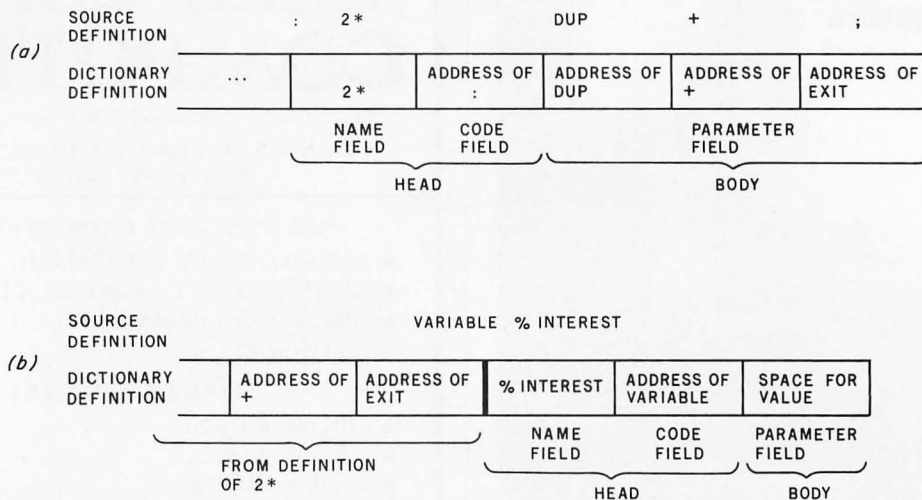 SOURCE DEFINITION : 2* DUP + ;
(a)
DICTIONARY DEFINITION ... 2* ADDRESS OF : ADDRESS OF DUP ADDRESS OF + ADDRESS OF EXIT
NAME FIELD CODE FIELD PARAMETER FIELD
HEAD BODY
SOURCE DEFINITION VARIABLE % INTEREST
(b)
DICTIONARY DEFINITION ADDRESS OF + ADDRESS OF EXIT % INTEREST ADDRESS OF VARIABLE SPACE FOR VALUE
NAME FIELD CODE FIELD PARAMETER FIELD
FROM DEFINITION OF 2*
HEAD BODY